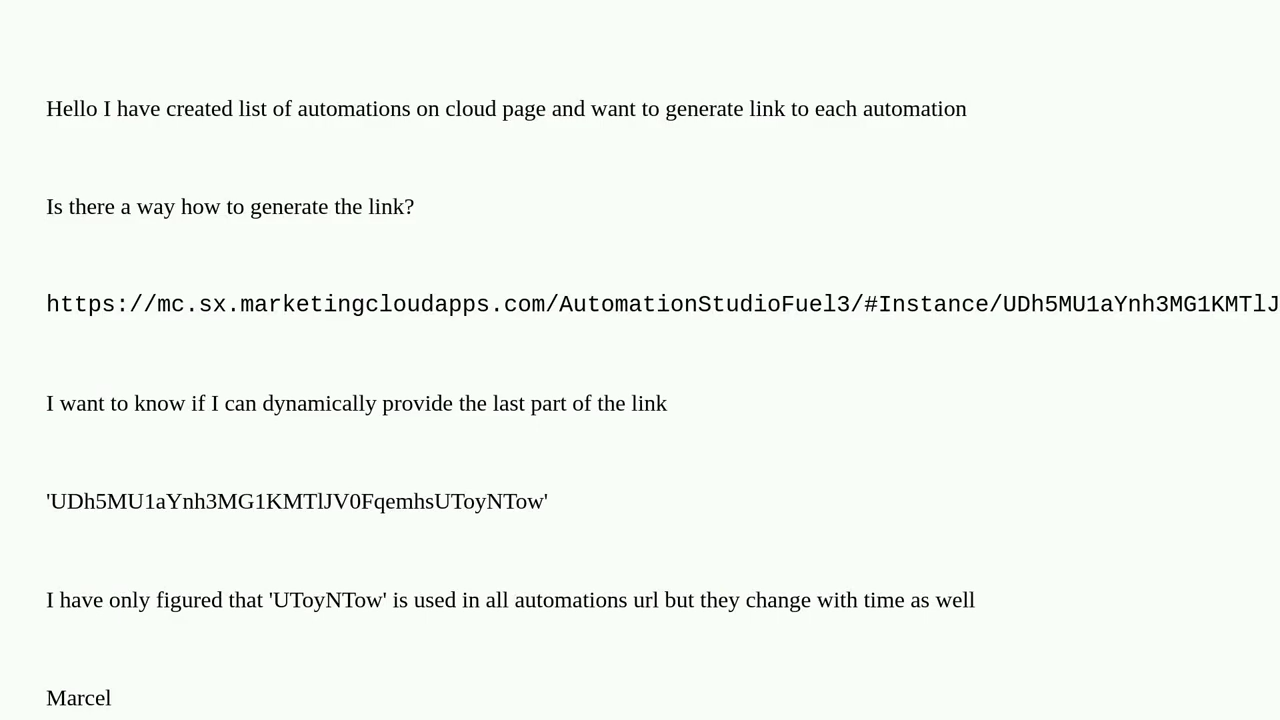 Hello I have created list of automations on cloud page and want to generate link to each automation
Is there a way how to generate the link?
https://mc.sx.marketingcloudapps.com/AutomationStudioFuel3/#Instance/UDh5MU1aYnh3MG1KMTlJ
I want to know if I can dynamically provide the last part of the link
'UDh5MU1aYnh3MG1KMTlJV0FqemhsUToyNTow'
I have only figured that 'UToyNTow' is used in all automations url but they change with time as well
Marcel